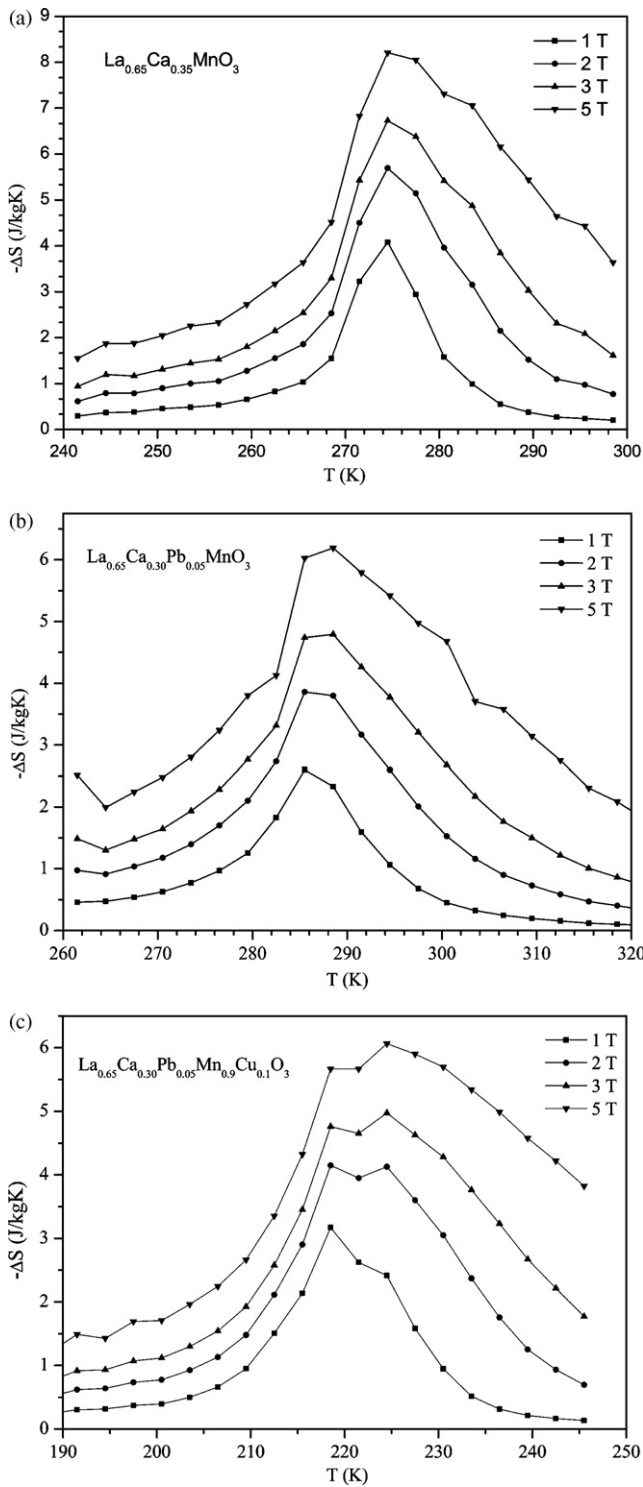 (a)
La0.65Ca0.35MnO3
1 T
2 T
3 T
5 T
-ΔS (J/kgK)
9
8
7
6
5
4
3
2
1
0
240 250 260 270 280 290 300
T (K)
(b)
La0.65Ca0.30Pb0.05MnO3
1 T
2 T
3 T
5 T
-ΔS (J/kgK)
6
5
4
3
2
1
0
260 270 280 290 300 310 320
T (K)
(c)
La0.65Ca0.30Pb0.05Mn0.9Cu0.1O3
1 T
2 T
3 T
5 T
-ΔS (J/kgK)
6
5
4
3
2
1
0
190 200 210 220 230 240 250
T (K)